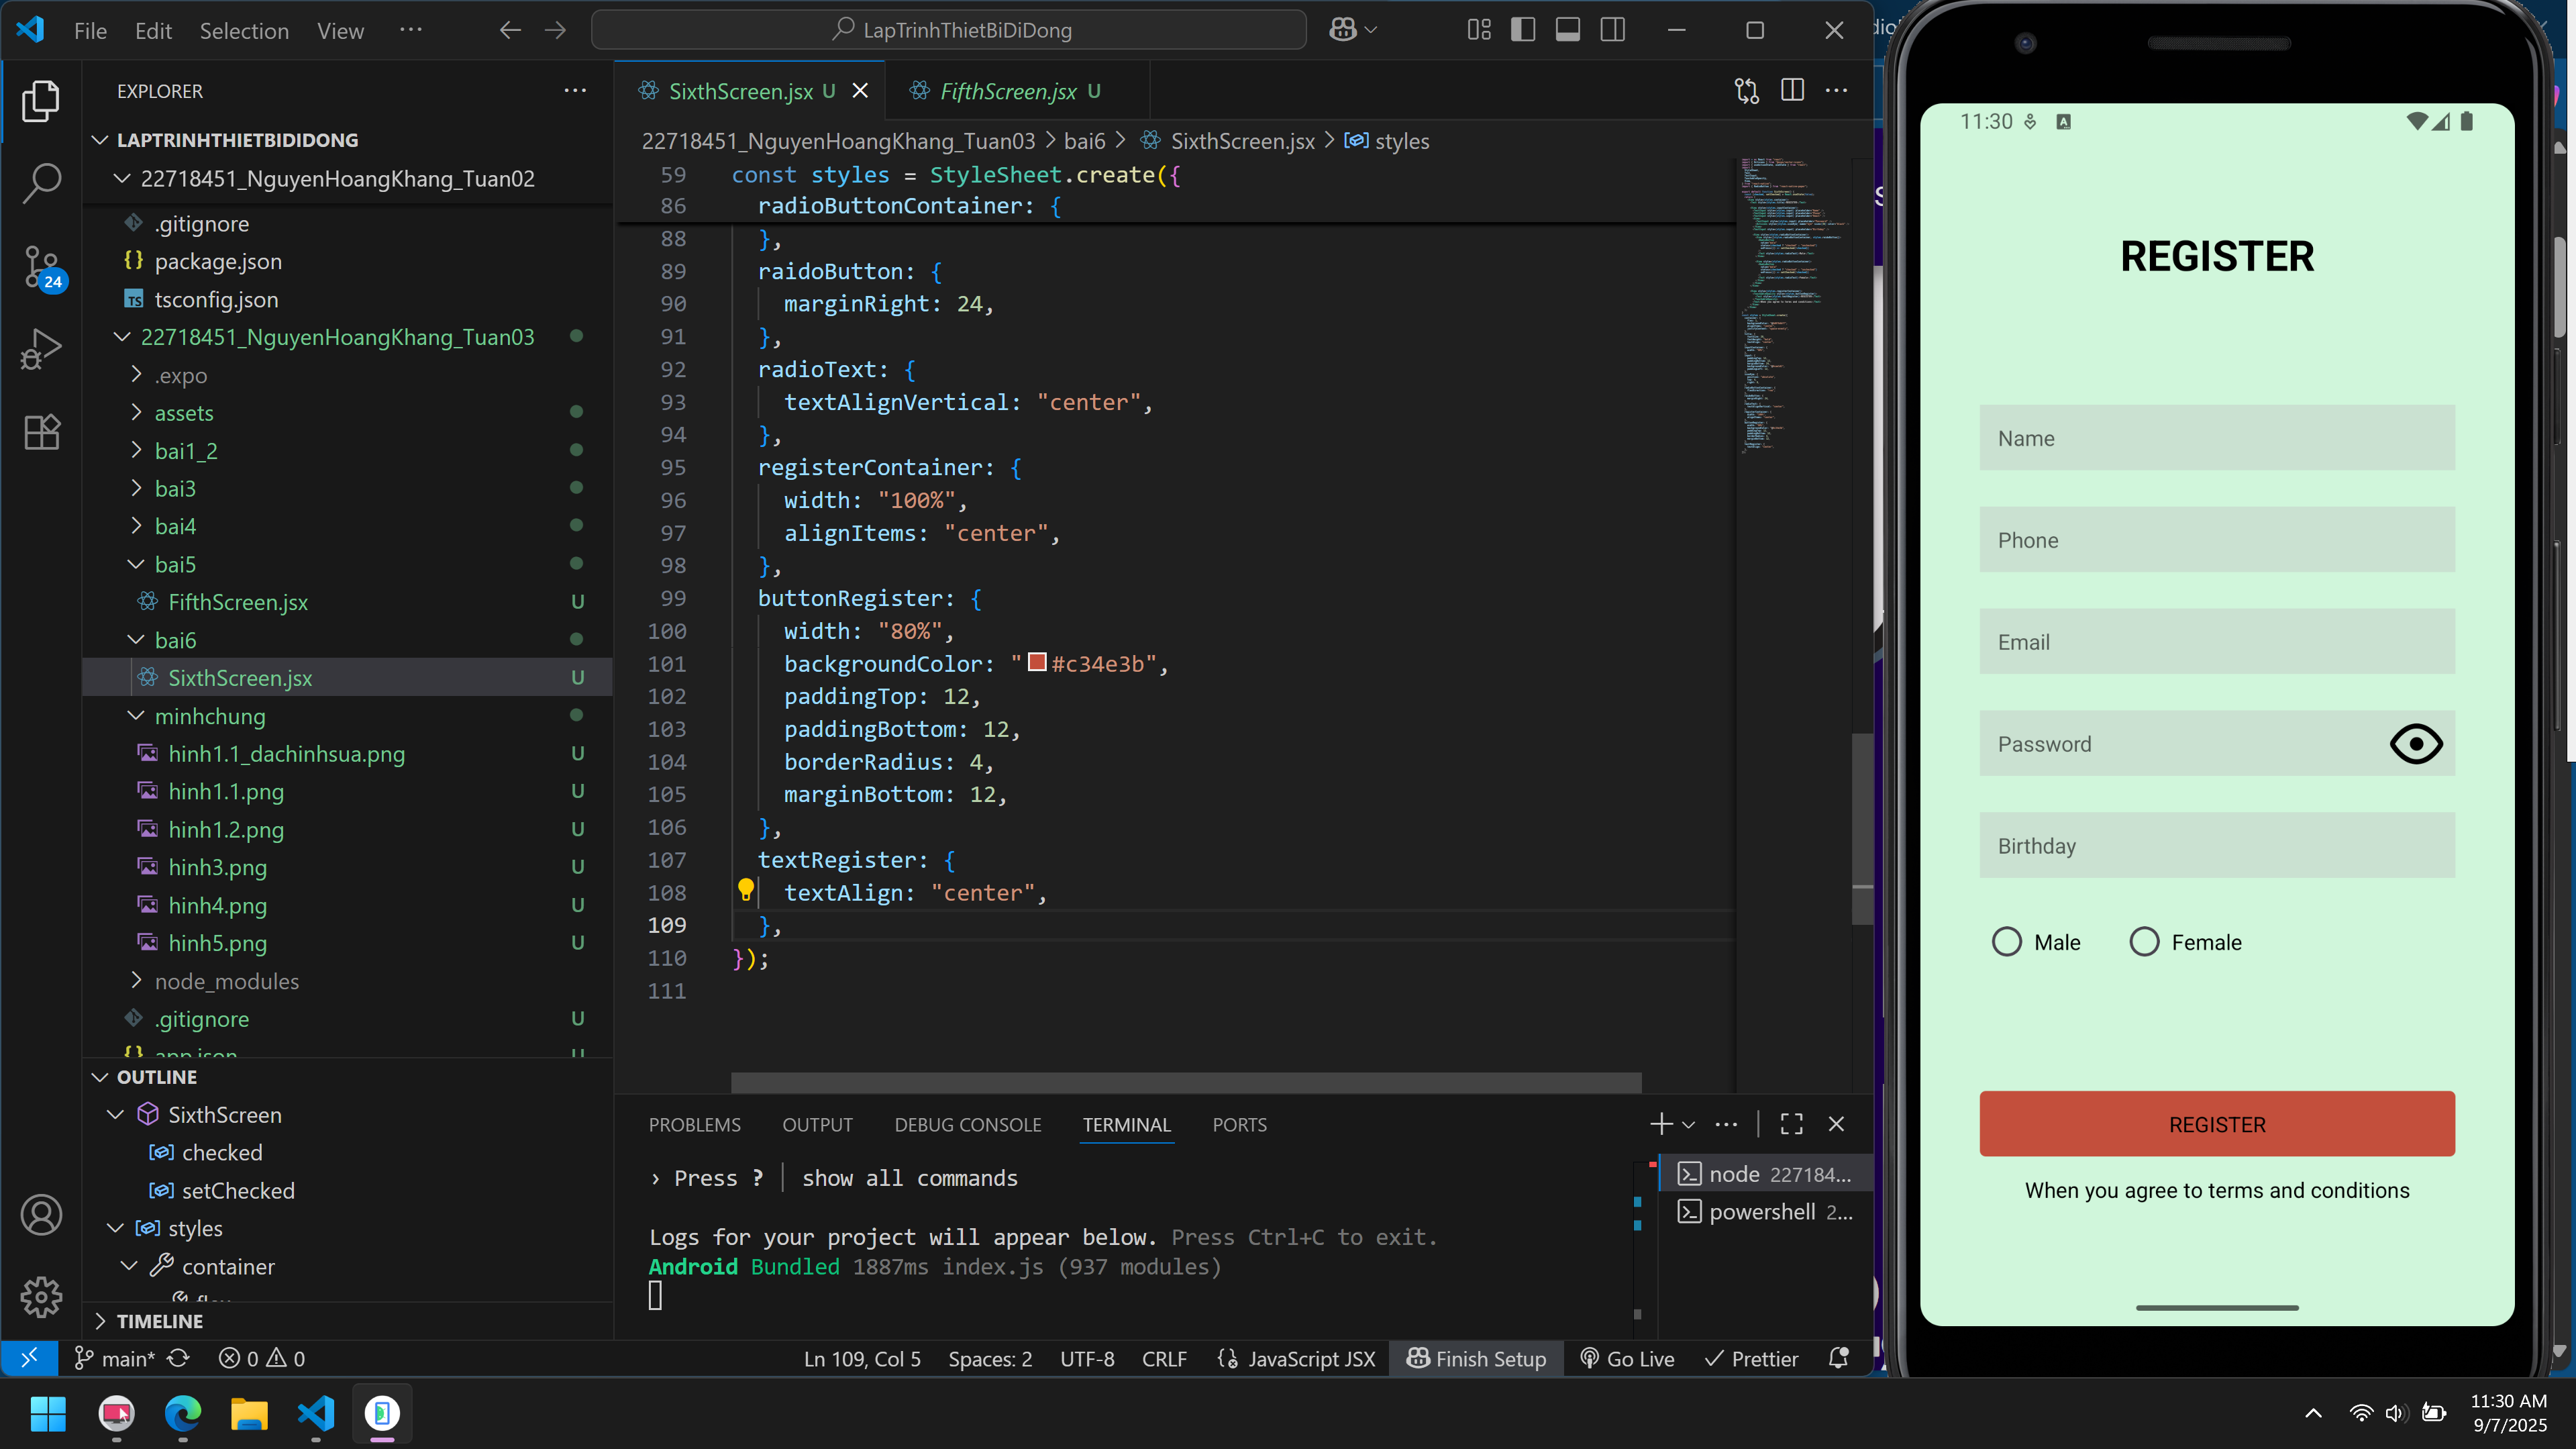 File Edit Selection View ···
LapTrinhThietBiDiDong
EXPLORER
LAPTRINHTHIETBIDIDONG
22718451_NguyenHoangKhang_Tuan02
.gitignore
package.json
tsconfig.json
22718451_NguyenHoangKhang_Tuan03
.expo
assets
bai1_2
bai3
bai4
bai5
FifthScreen.jsx U
bai6
SixthScreen.jsx U
minhchung
hinh1.1_dachinhsua.png U
hinh1.1.png U
hinh1.2.png U
hinh3.png U
hinh4.png U
hinh5.png U
node_modules
.gitignore U
app.json U
OUTLINE
SixthScreen
checked
setChecked
styles
container
flex
TIMELINE
24
SixthScreen.jsx U
FifthScreen.jsx U
22718451_NguyenHoangKhang_Tuan03 > bai6 > SixthScreen.jsx > styles
59 const styles = StyleSheet.create({
86 radioButtonContainer: {
88 },
89 raidoButton: {
90 marginRight: 24,
91 },
92 radioText: {
93 textAlignVertical: "center",
94 },
95 registerContainer: {
96 width: "100%",
97 alignItems: "center",
98 },
99 buttonRegister: {
100 width: "80%",
101 backgroundColor: "#c34e3b",
102 paddingTop: 12,
103 paddingBottom: 12,
104 borderRadius: 4,
105 marginBottom: 12,
106 },
107 textRegister: {
108 textAlign: "center",
109 },
110 });
111
PROBLEMS OUTPUT DEBUG CONSOLE TERMINAL PORTS
› Press ? │ show all commands
Logs for your project will appear below. Press Ctrl+C to exit.
Android Bundled 1887ms index.js (937 modules)
node 227184...
powershell 2...
main* 0 0
Ln 109, Col 5 Spaces: 2 UTF-8 CRLF JavaScript JSX Finish Setup Go Live Prettier
11:30
REGISTER
Name
Phone
Email
Password
Birthday
Male Female
REGISTER
When you agree to terms and conditions
11:30 AM
9/7/2025